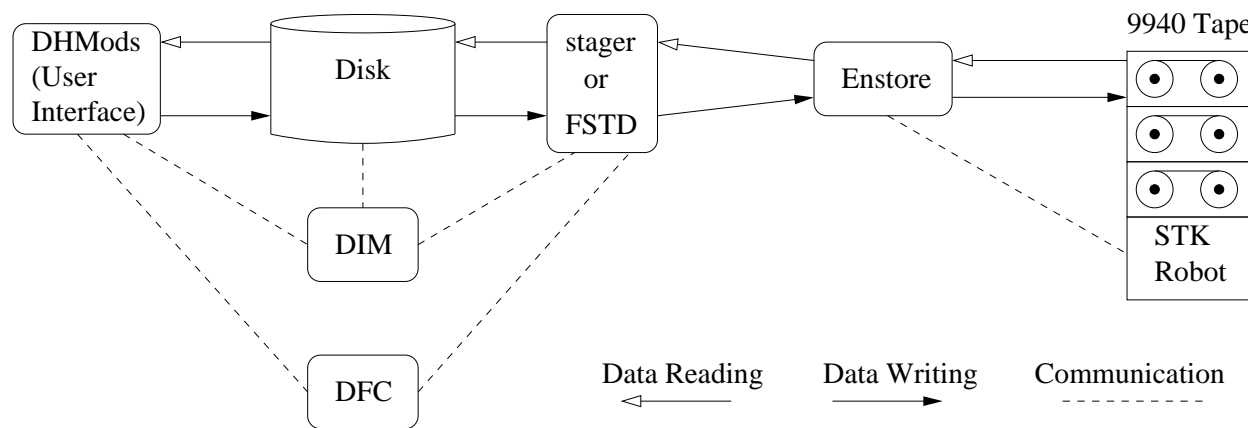 DHMods
(User
Interface)
Disk
stager
or
FSTD
Enstore
9940 Tape
STK
Robot
DIM
DFC
Data Reading
Data Writing
Communication